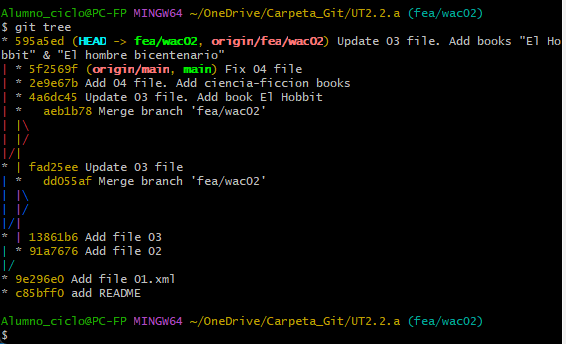 Alumno_ciclo@PC-FP MINGW64 ~/OneDrive/Carpeta_Git/UT2.2.a (fea/wac02)
$ git tree
* 595a5ed (HEAD -> fea/wac02, origin/fea/wac02) Update 03 file. Add books "El Ho
bbit" & "El hombre bicentenario"
| * 5f2569f (origin/main, main) Fix 04 file
| * 2e9e67b Add 04 file. Add ciencia-ficcion books
| * 4a6dc45 Update 03 file. Add book El Hobbit
| *   aeb1b78 Merge branch 'fea/wac02'
| |\
| |/
|/|
* | fad25ee Update 03 file
| *   dd055af Merge branch 'fea/wac02'
| |\
| |/
|/|
* | 13861b6 Add file 03
| * 91a7676 Add file 02
|/
* 9e296e0 Add file 01.xml
* c85bff0 add README
Alumno_ciclo@PC-FP MINGW64 ~/OneDrive/Carpeta_Git/UT2.2.a (fea/wac02)
$